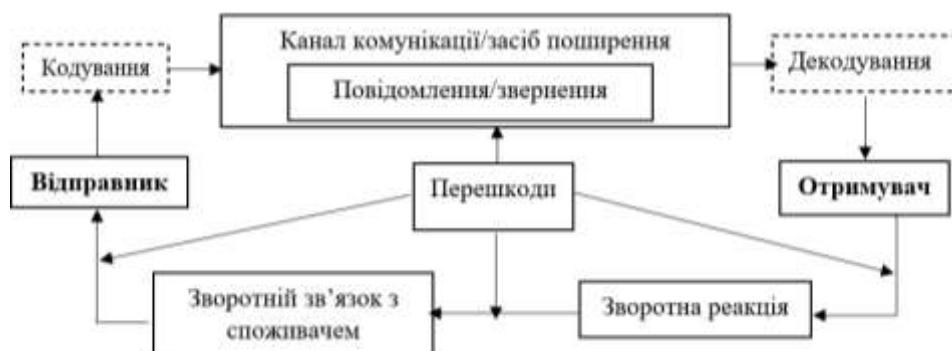 Канал комунікації/засіб поширення
Кодування
Декодування
Повідомлення/звернення
Відправник
Перешкоди
Отримувач
Зворотній зв’язок з
споживачем
Зворотна реакція